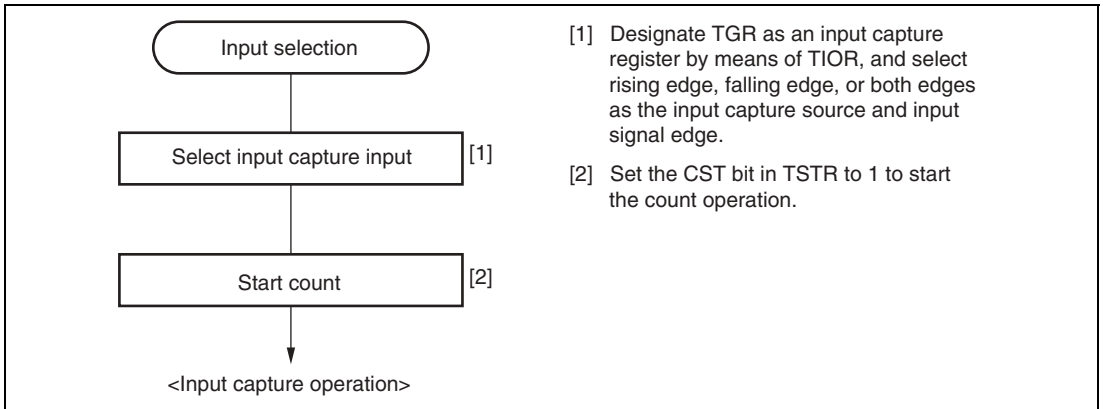 Input selection
Select input capture input
[1]
Start count
[2]
<Input capture operation>
[1] Designate TGR as an input capture
register by means of TIOR, and select
rising edge, falling edge, or both edges
as the input capture source and input
signal edge.
[2] Set the CST bit in TSTR to 1 to start
the count operation.